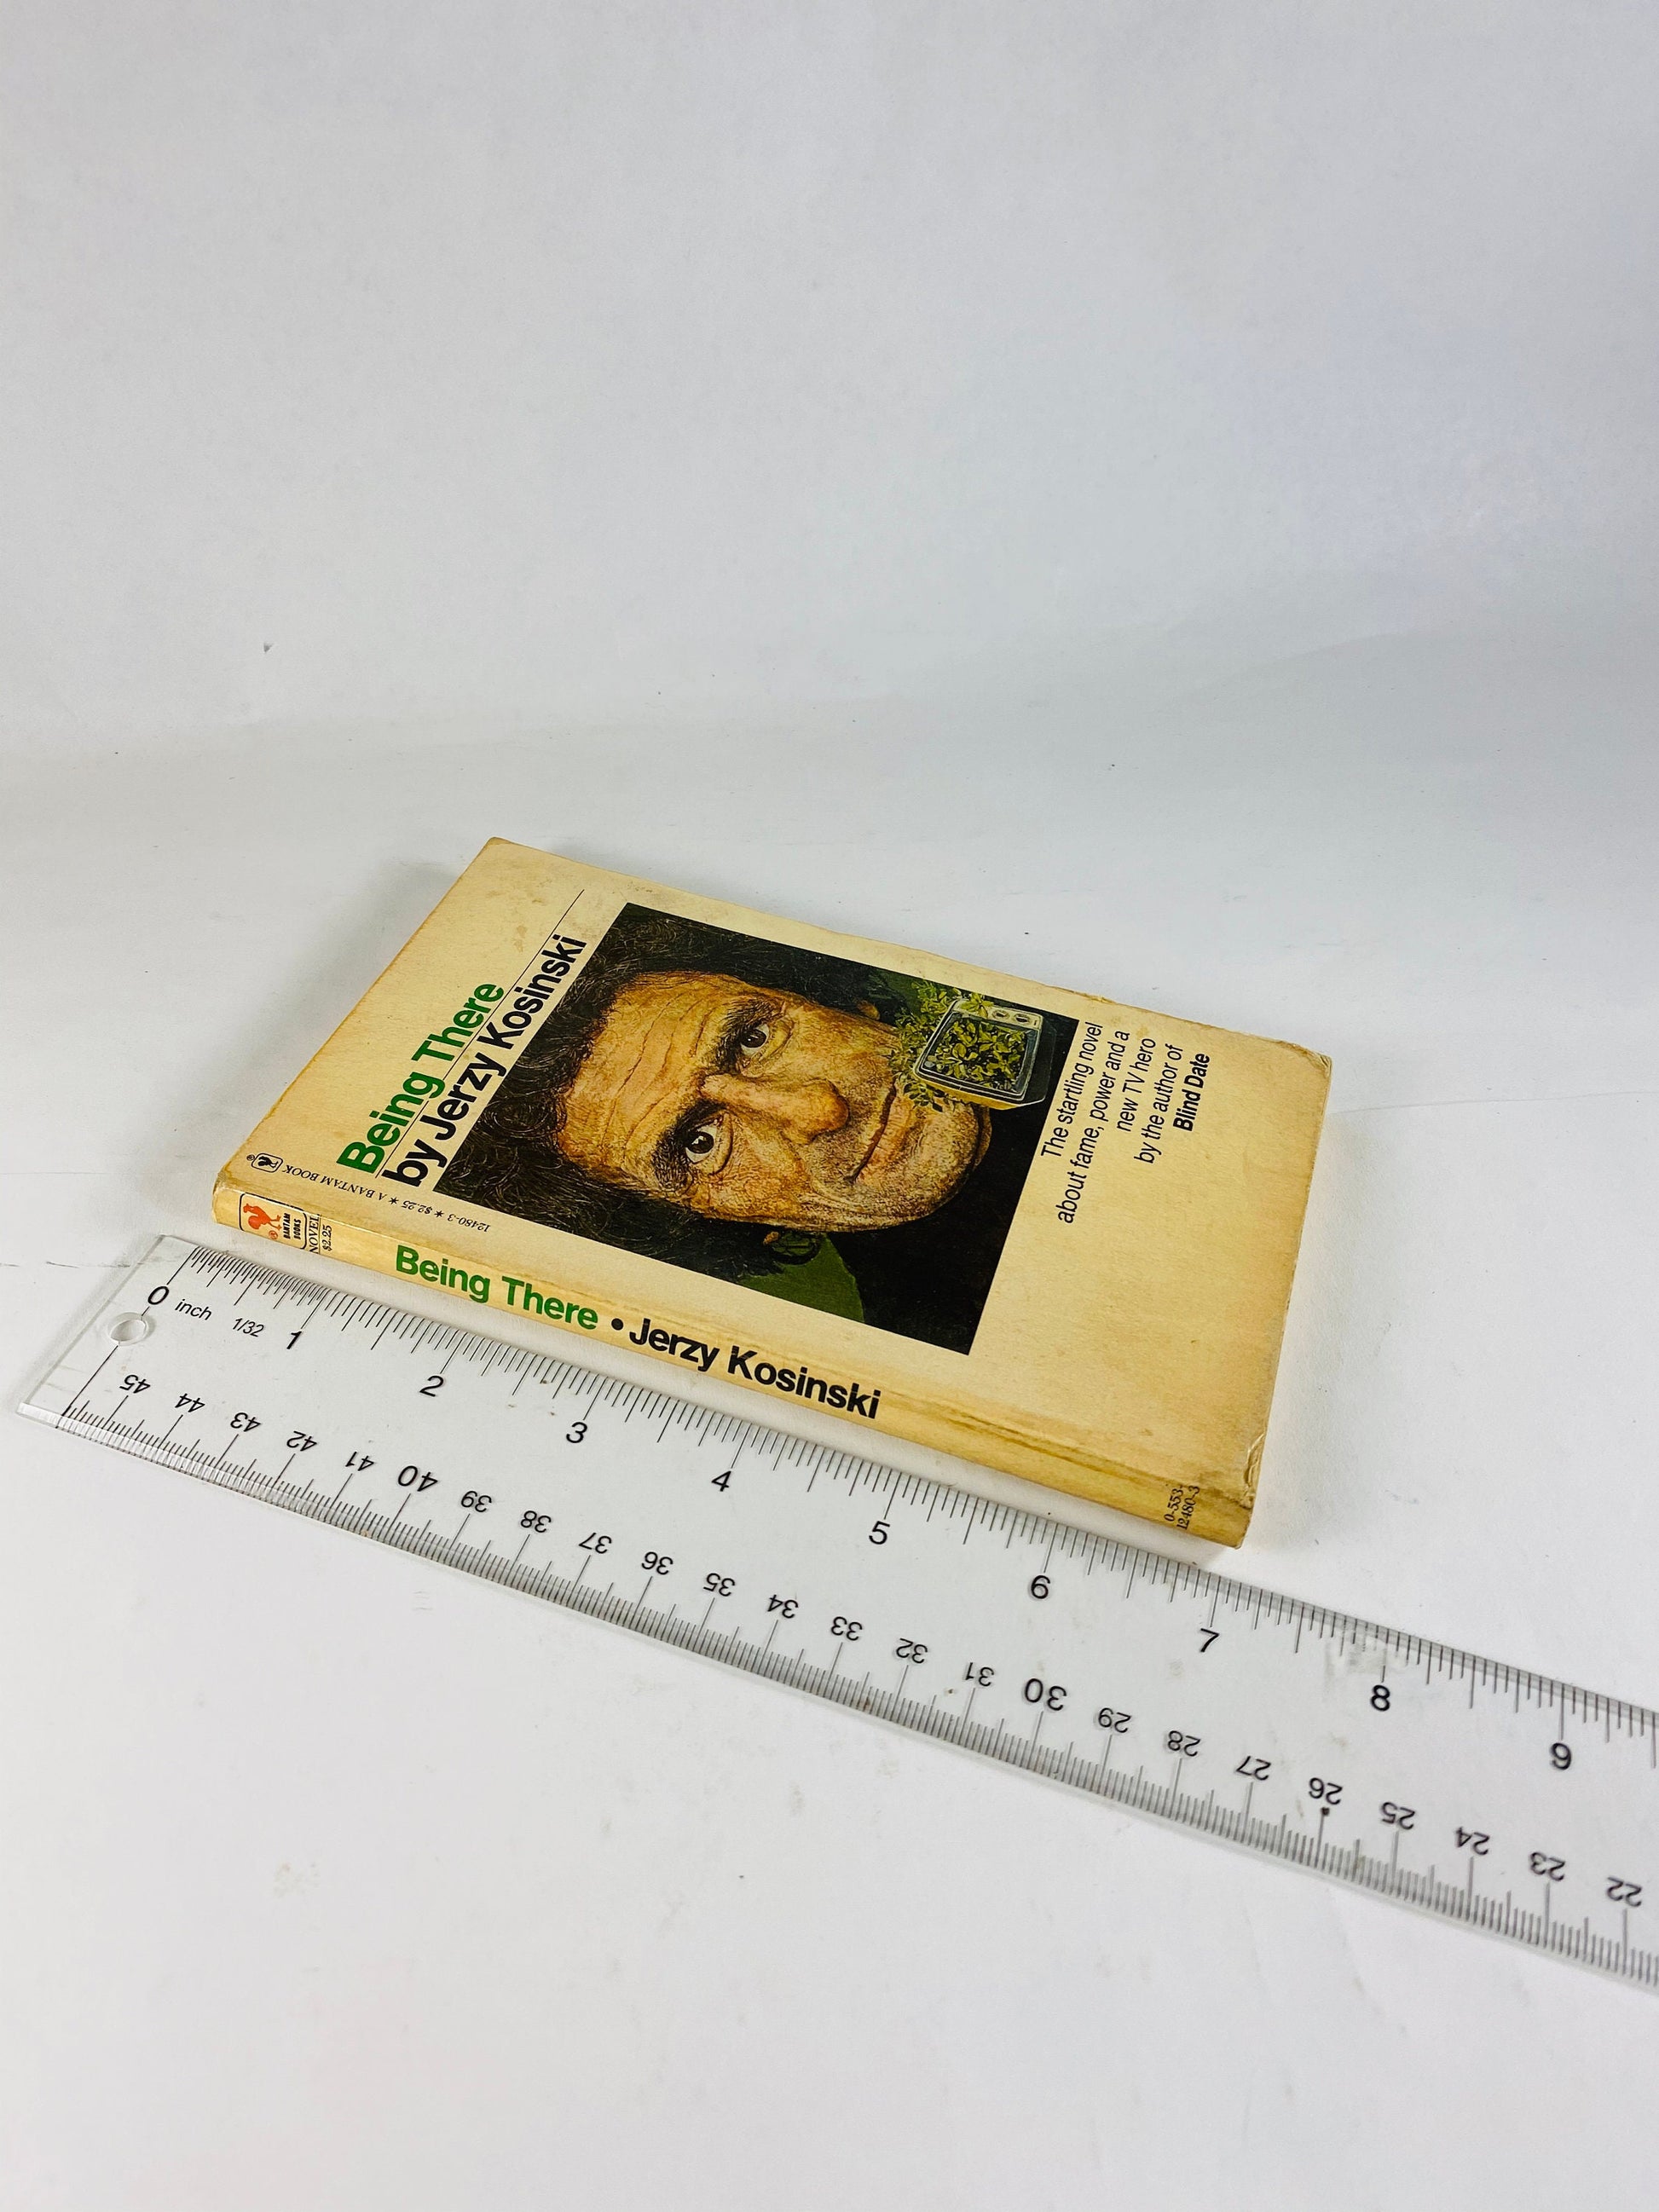 Being There
by Jerzy Kosinski
12480-3 ★ $2.25 ★ A BANTAM BOOK
The startling novel
about fame, power and a
new TV hero
by the author of
Blind Date
BANTAM
BOOKS
NOVEL
$2.25
Being There • Jerzy Kosinski
0-553-
12480-3
0 inch 1/32 1 2 3 4 5 6 7 8 9
45 44 43 42 41 40 39 38 37 36 35 34 33 32 31 30 29 28 27 26 25 24 23 22